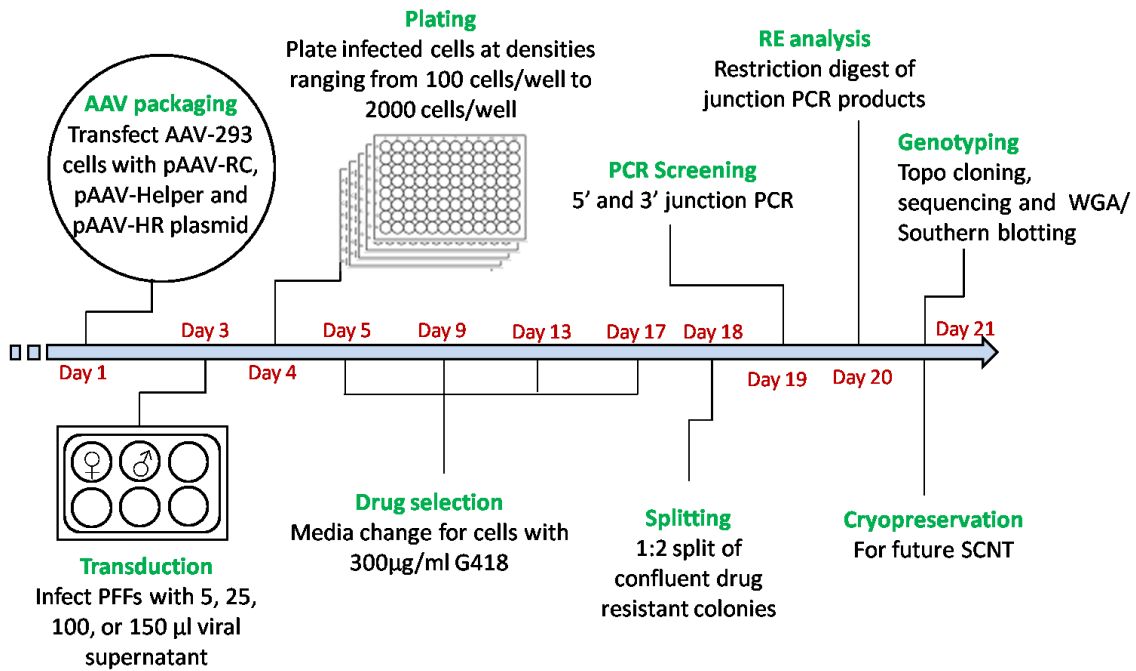 AAV packaging
Transfect AAV-293
cells with pAAV-RC,
pAAV-Helper and
pAAV-HR plasmid
Plating
Plate infected cells at densities
ranging from 100 cells/well to
2000 cells/well
PCR Screening
5’ and 3’ junction PCR
RE analysis
Restriction digest of
junction PCR products
Genotyping
Topo cloning,
sequencing and WGA/
Southern blotting
Day 1
Day 3
Day 4
Day 5
Day 9
Day 13
Day 17
Day 18
Day 19
Day 20
Day 21
♀ ♂
Transduction
Infect PFFs with 5, 25,
100, or 150 µl viral
supernatant
Drug selection
Media change for cells with
300µg/ml G418
Splitting
1:2 split of
confluent drug
resistant colonies
Cryopreservation
For future SCNT